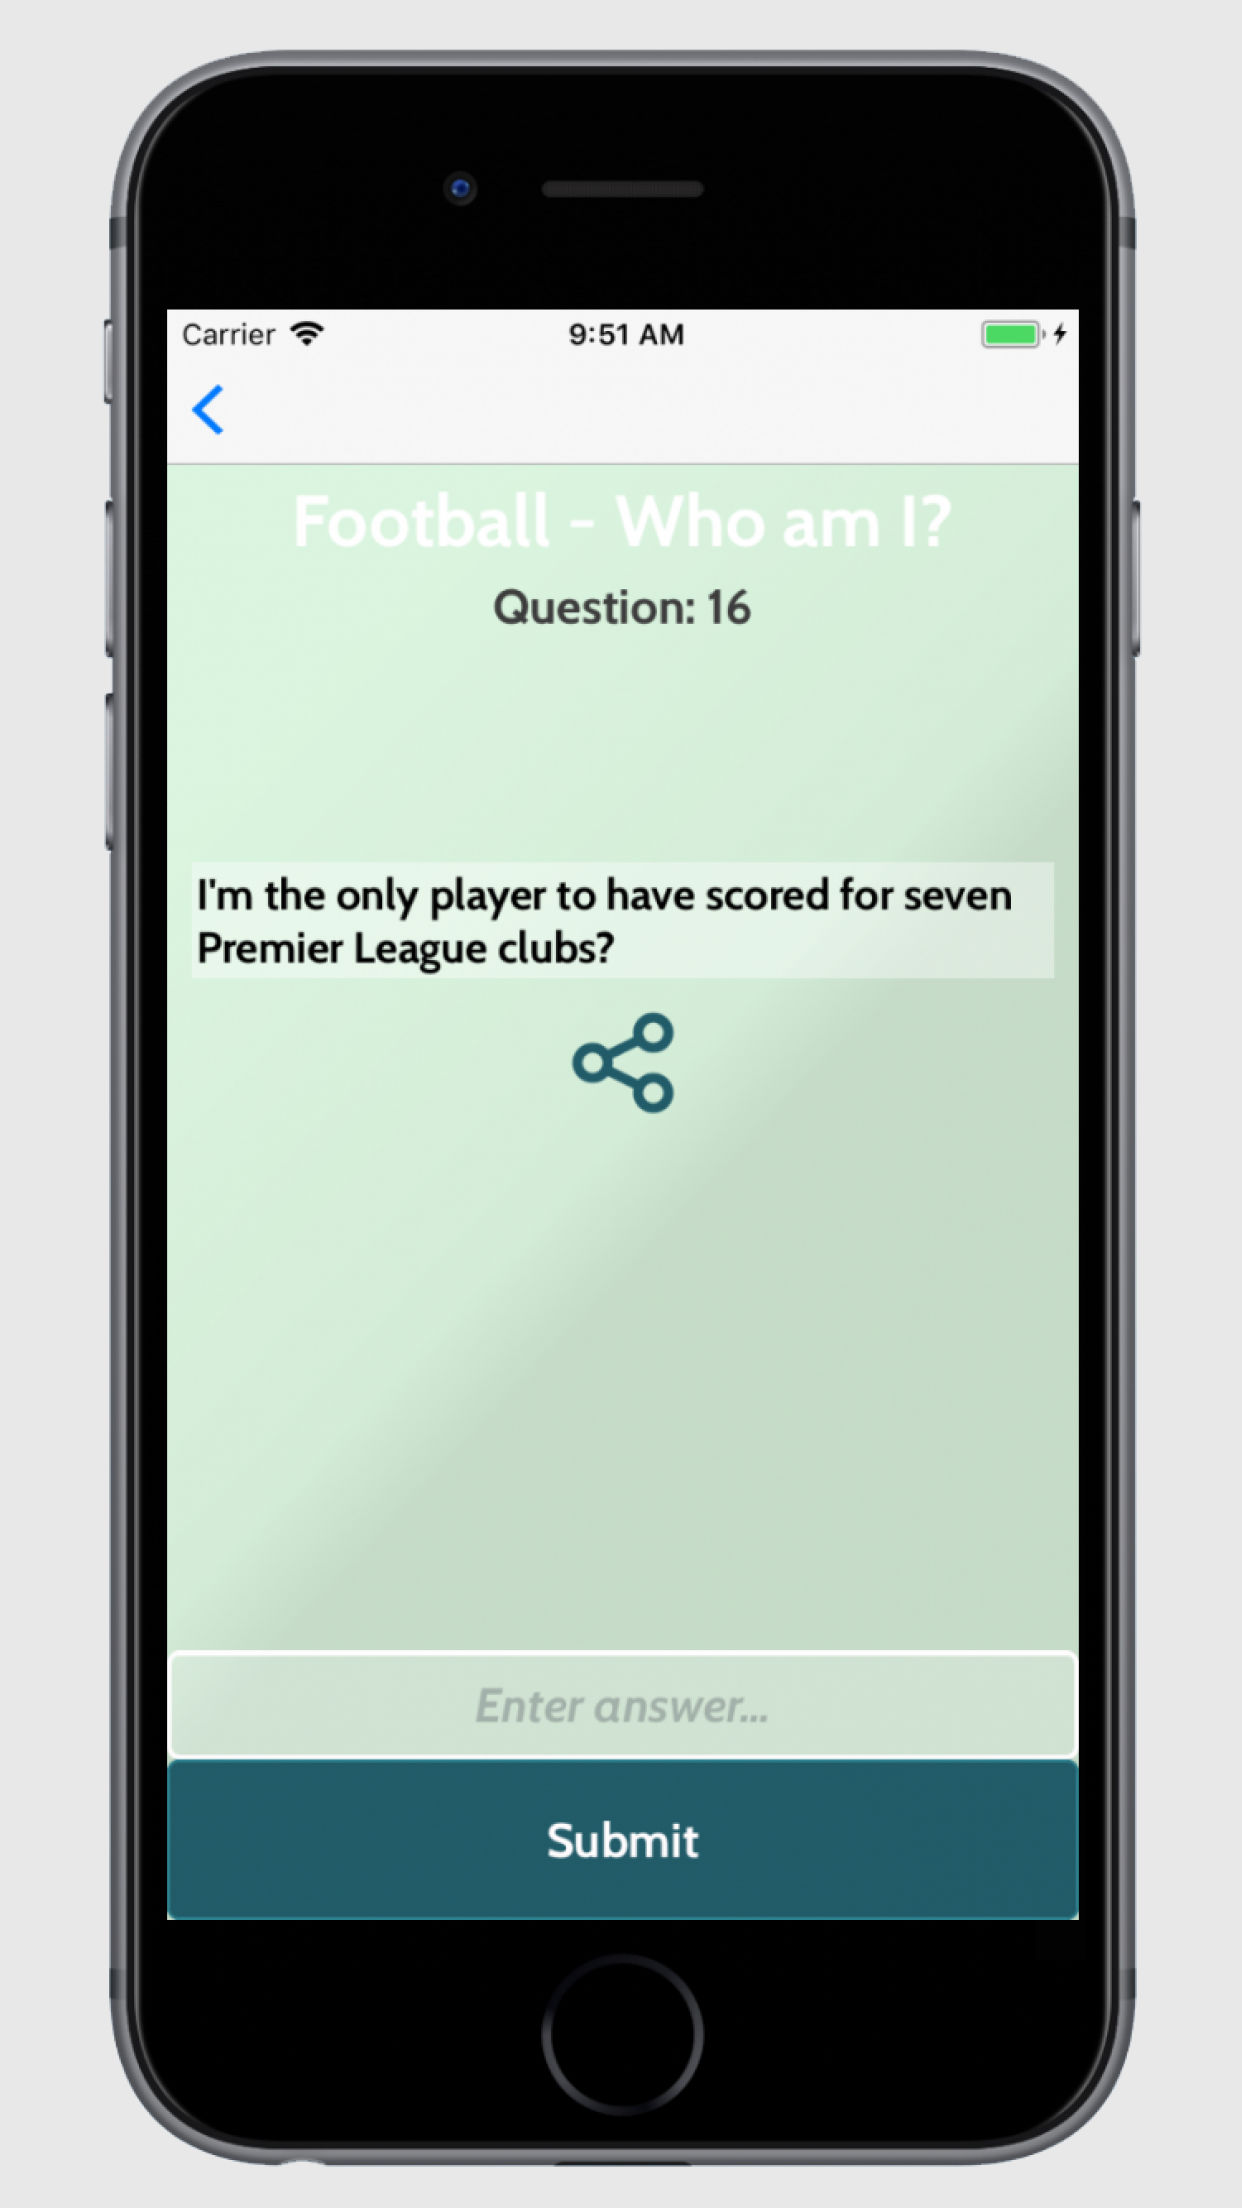 Carrier 9:51 AM
Football - Who am I?
Question: 16
I'm the only player to have scored for seven
Premier League clubs?
Enter answer...
Submit